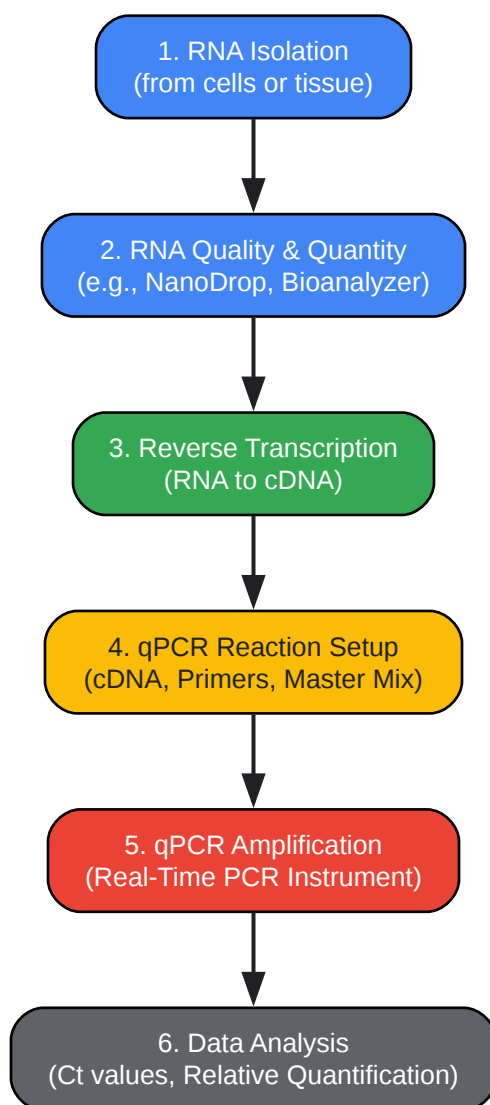 1. RNA Isolation
(from cells or tissue)
2. RNA Quality & Quantity
(e.g., NanoDrop, Bioanalyzer)
3. Reverse Transcription
(RNA to cDNA)
4. qPCR Reaction Setup
(cDNA, Primers, Master Mix)
5. qPCR Amplification
(Real-Time PCR Instrument)
6. Data Analysis
(Ct values, Relative Quantification)